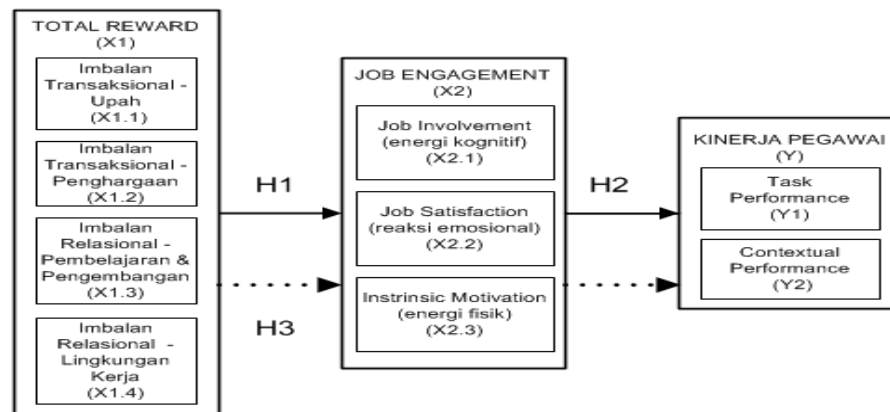 TOTAL REWARD
(X1)
Imbalan
Transaksional -
Upah
(X1.1)
Imbalan
Transaksional -
Penghargaan
(X1.2)
Imbalan
Relasional -
Pembelajaran &
Pengembangan
(X1.3)
Imbalan
Relasional -
Lingkungan
Kerja
(X1.4)
H1
H3
JOB ENGAGEMENT
(X2)
Job Involvement
(energi kognitif)
(X2.1)
Job Satisfaction
(reaksi emosional)
(X2.2)
Instrinsic Motivation
(energi fisik)
(X2.3)
H2
KINERJA PEGAWAI
(Y)
Task
Performance
(Y1)
Contextual
Performance
(Y2)